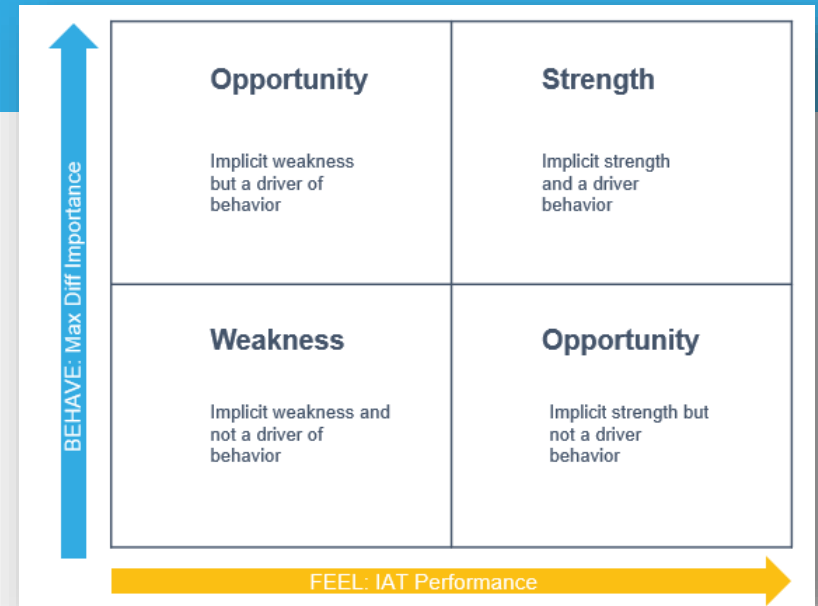 BEHAVE: Max Diff Importance
Opportunity
Implicit weakness
but a driver of
behavior
Strength
Implicit strength
and a driver
behavior
Weakness
Implicit weakness and
not a driver of
behavior
Opportunity
Implicit strength but
not a driver
behavior
FEEL: IAT Performance